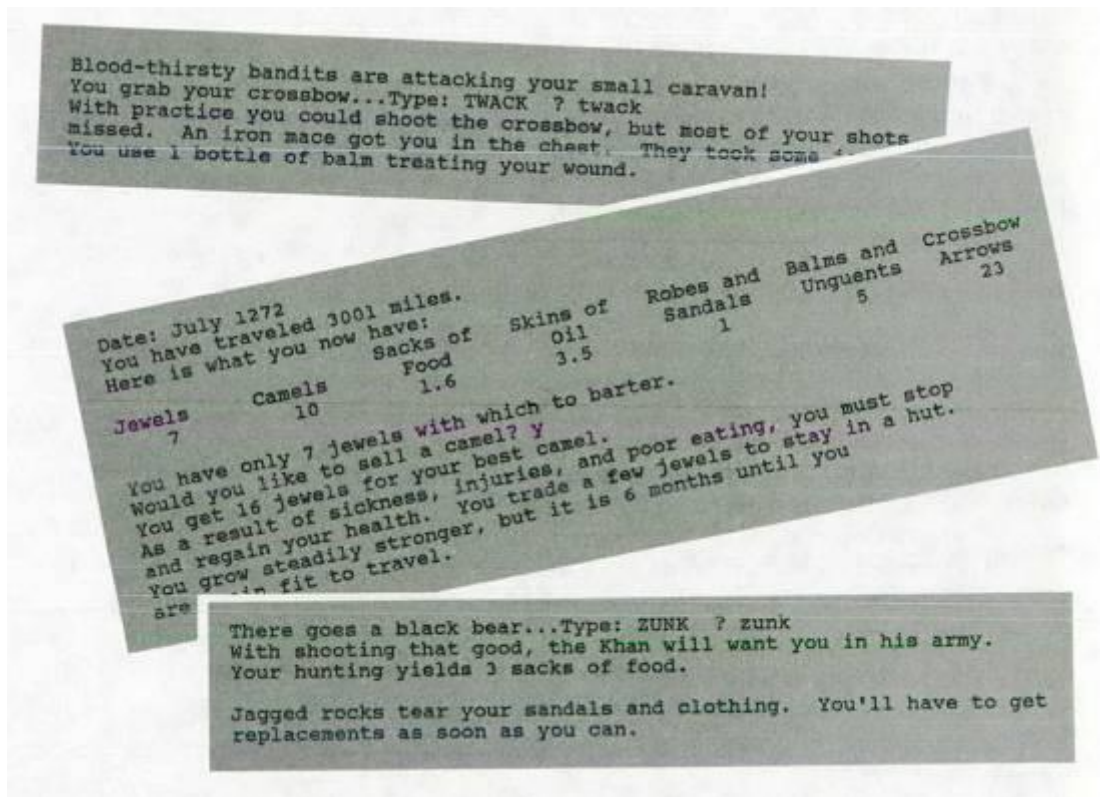 Blood-thirsty bandits are attacking your small caravan!
You grab your crossbow...Type: TWACK ? twack
With practice you could shoot the crossbow, but most of your shots
missed. An iron mace got you in the chest. They took some
You use 1 bottle of balm treating your wound.
Date: July 1272
You have traveled 3001 miles.
Here is what you now have:
Sacks of Skins of Robes and Balms and Crossbow
Jewels Camels Food Oil Sandals Unguents Arrows
7 10 1.6 3.5 1 5 23
You have only 7 jewels with which to barter.
Would you like to sell a camel? y
You get 16 jewels for your best camel.
As a result of sickness, injuries, and poor eating, you must stop
and regain your health. You trade a few jewels to stay in a hut.
You grow steadily stronger, but it is 6 months until you
are fit to travel.
There goes a black bear...Type: ZUNK ? zunk
With shooting that good, the Khan will want you in his army.
Your hunting yields 3 sacks of food.
Jagged rocks tear your sandals and clothing. You'll have to get
replacements as soon as you can.